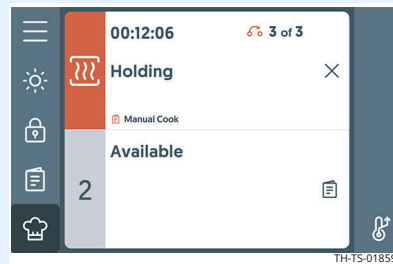 00:12:06
3 of 3
Holding
Manual Cook
Available
2
TH-TS-01859